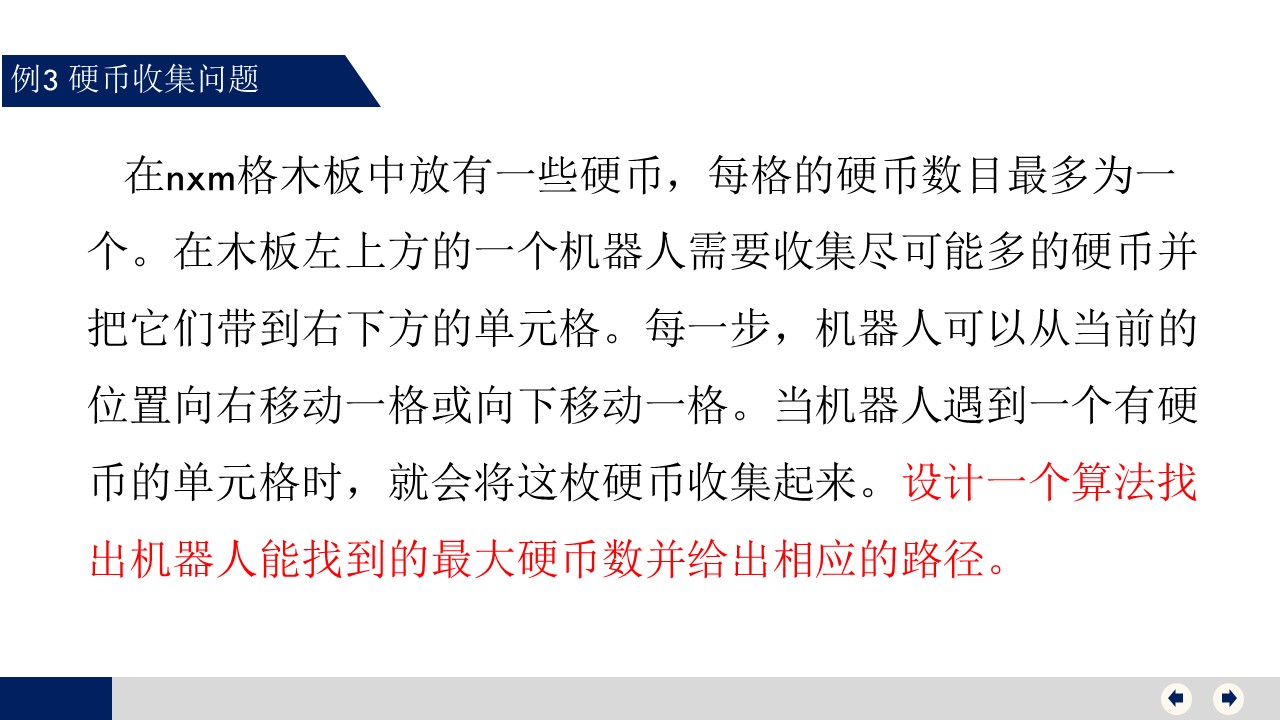 例3 硬币收集问题
在nxm格木板中放有一些硬币，每格的硬币数目最多为一
个。在木板左上方的一个机器人需要收集尽可能多的硬币并
把它们带到右下方的单元格。每一步，机器人可以从当前的
位置向右移动一格或向下移动一格。当机器人遇到一个有硬
币的单元格时，就会将这枚硬币收集起来。设计一个算法找
出机器人能找到的最大硬币数并给出相应的路径。